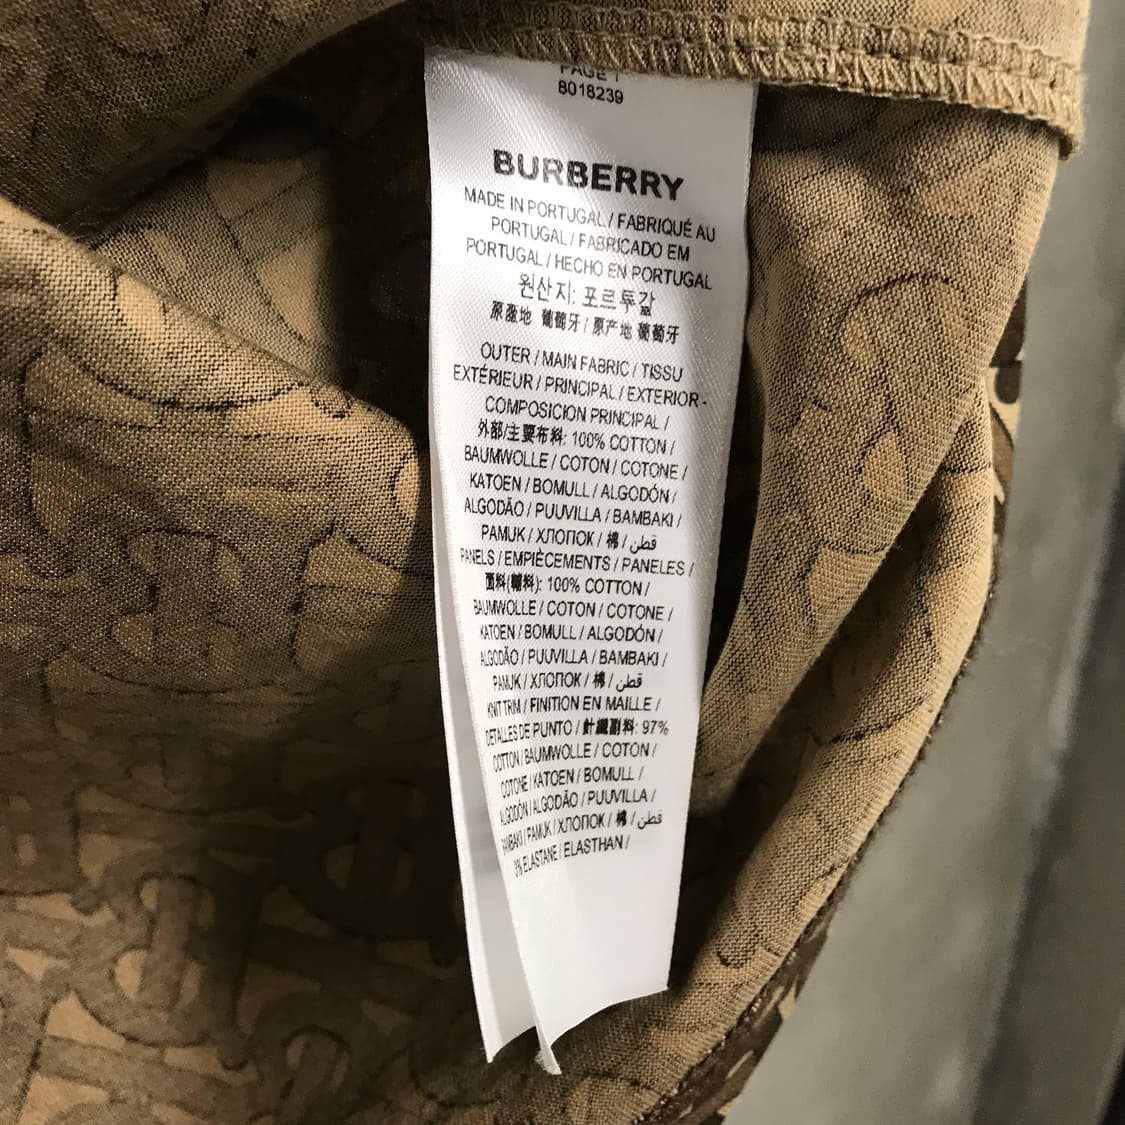 PAGE 1
8018239
BURBERRY
MADE IN PORTUGAL / FABRIQUÉ AU
PORTUGAL / FABRICADO EM
PORTUGAL / HECHO EN PORTUGAL
원산지: 포르투갈
原產地 葡萄牙 / 原产地 葡萄牙
OUTER / MAIN FABRIC / TISSU
EXTÉRIEUR / PRINCIPAL / EXTERIOR -
COMPOSICION PRINCIPAL /
外部/主要布料: 100% COTTON /
BAUMWOLLE / COTON / COTONE /
KATOEN / BOMULL / ALGODÓN /
ALGODÃO / PUUVILLA / BAMBAKI /
PAMUK / ХЛОПОК / 棉 / قطن
PANELS / EMPIÈCEMENTS / PANELES /
面料(輔料): 100% COTTON /
BAUMWOLLE / COTON / COTONE /
KATOEN / BOMULL / ALGODÓN /
ALGODÃO / PUUVILLA / BAMBAKI /
PAMUK / ХЛОПОК / 棉 / قطن
KNIT TRIM / FINITION EN MAILLE /
DETALLES DE PUNTO / 針織副料: 97%
COTTON / BAUMWOLLE / COTON /
COTONE / KATOEN / BOMULL /
ALGODÓN / ALGODÃO / PUUVILLA /
BAMBAKI / PAMUK / ХЛОПОК / 棉 / قطن
3% ELASTANE / ELASTHAN /